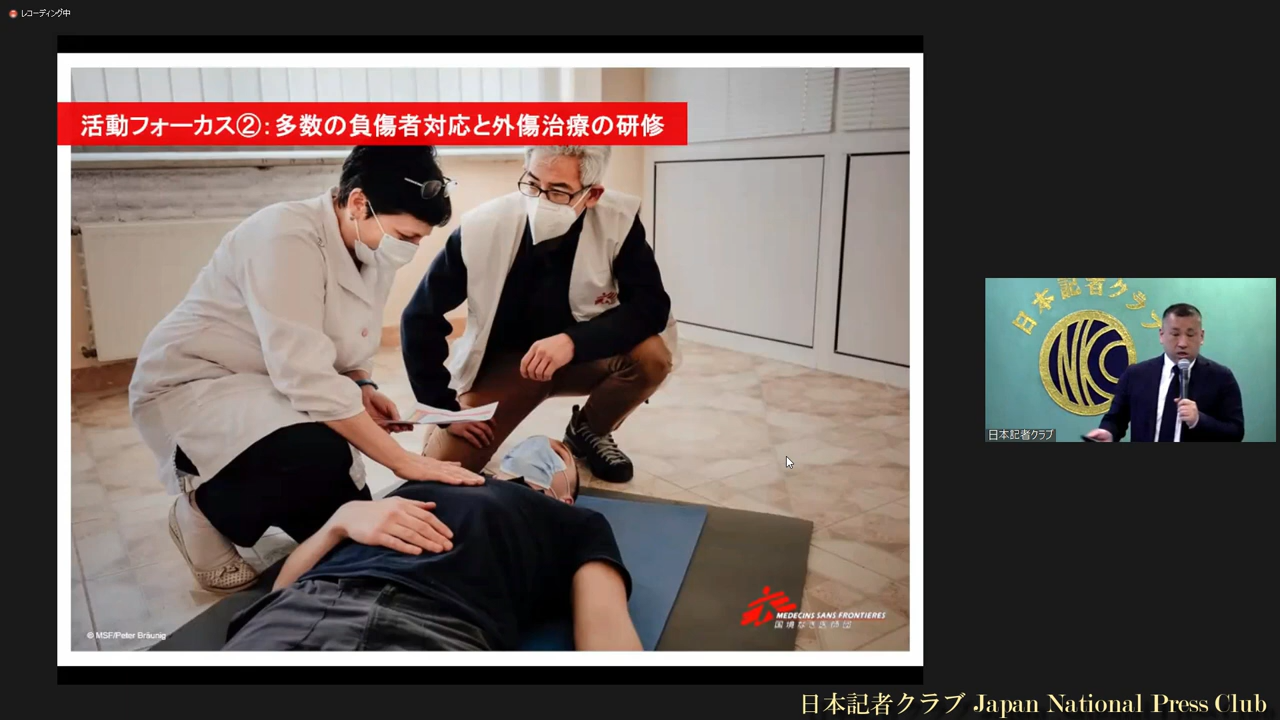 レコーディング中
活動フォーカス②：多数の負傷者対応と外傷治療の研修
© MSF/Peter Bräunig
MEDECINS SANS FRONTIERES
国境なき医師団
日本記者クラブ
NKC
日本記者クラブ
日本記者クラブ Japan National Press Club